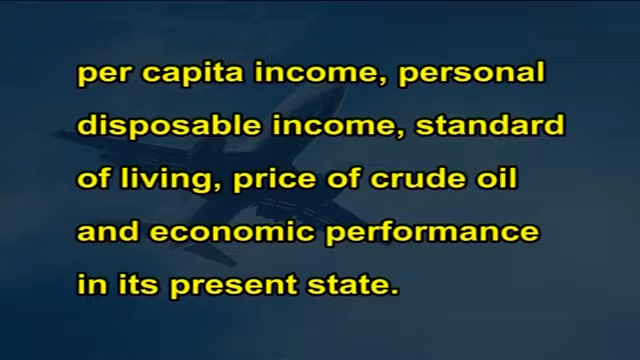 per capita income, personal
disposable income, standard
of living, price of crude oil
and economic performance
in its present state.